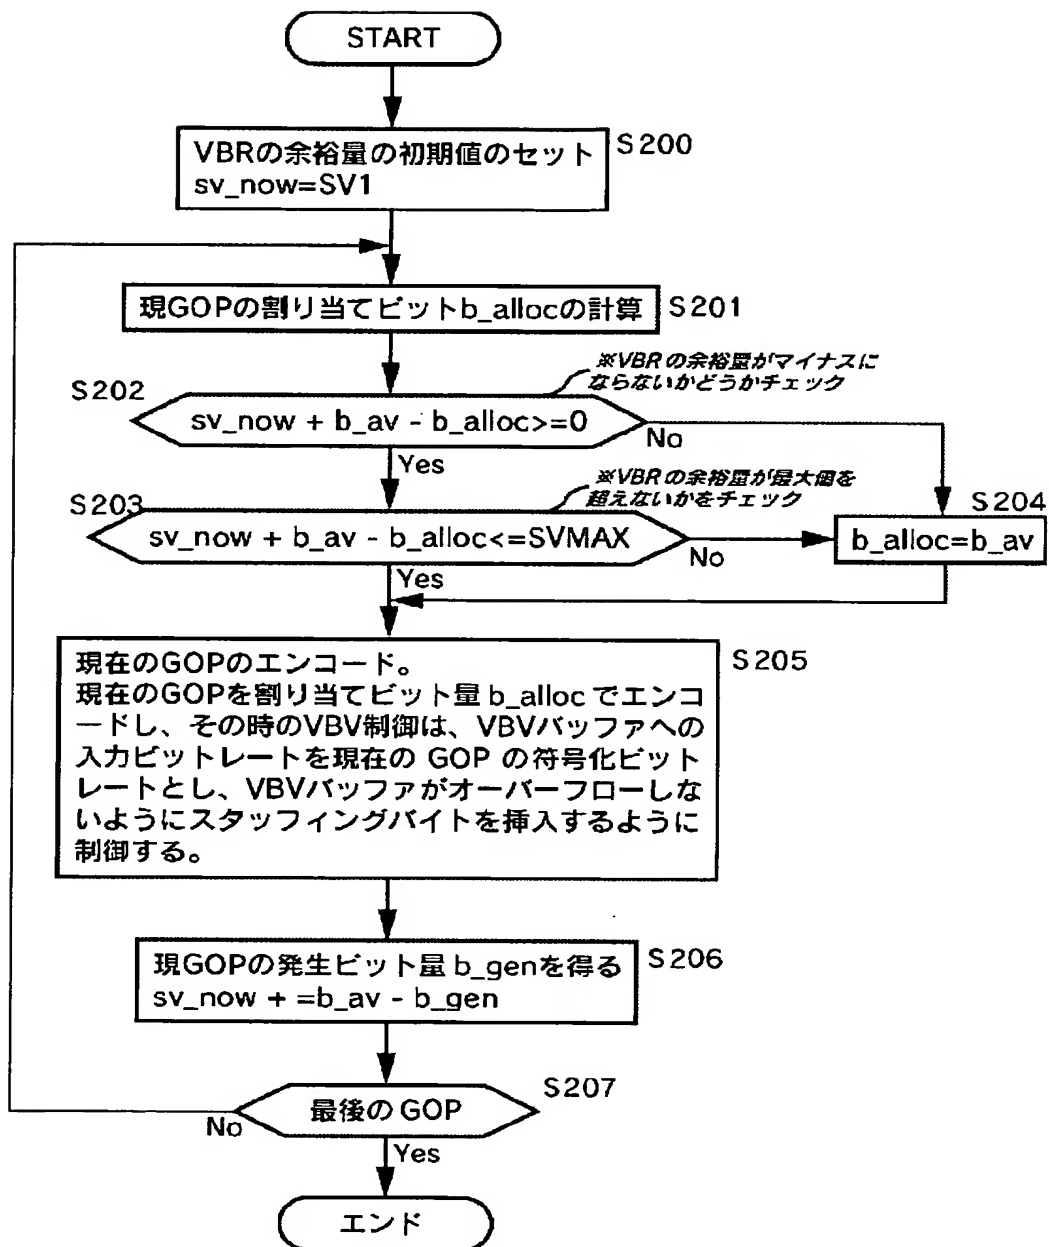 START
VBRの余裕量の初期値のセット
sv_now=SV1
S200
現GOPの割り当てビットb_allocの計算
S201
※VBRの余裕量がマイナスに
ならないかどうかチェック
S202
sv_now + b_av - b_alloc>=0
No
Yes
※VBRの余裕量が最大値を
超えないかをチェック
S203
sv_now + b_av - b_alloc<=SVMAX
No
Yes
S204
b_alloc=b_av
現在のGOPのエンコード。
現在のGOPを割り当てビット量 b_alloc でエンコ
ードし、その時のVBV制御は、VBVバッファへの
入力ビットレートを現在の GOP の符号化ビット
レートとし、VBVバッファがオーバーフローしな
いようにスタッフィングバイトを挿入するように
制御する。
S205
現GOPの発生ビット量 b_genを得る
sv_now + =b_av - b_gen
S206
S207
最後の GOP
No
Yes
エンド